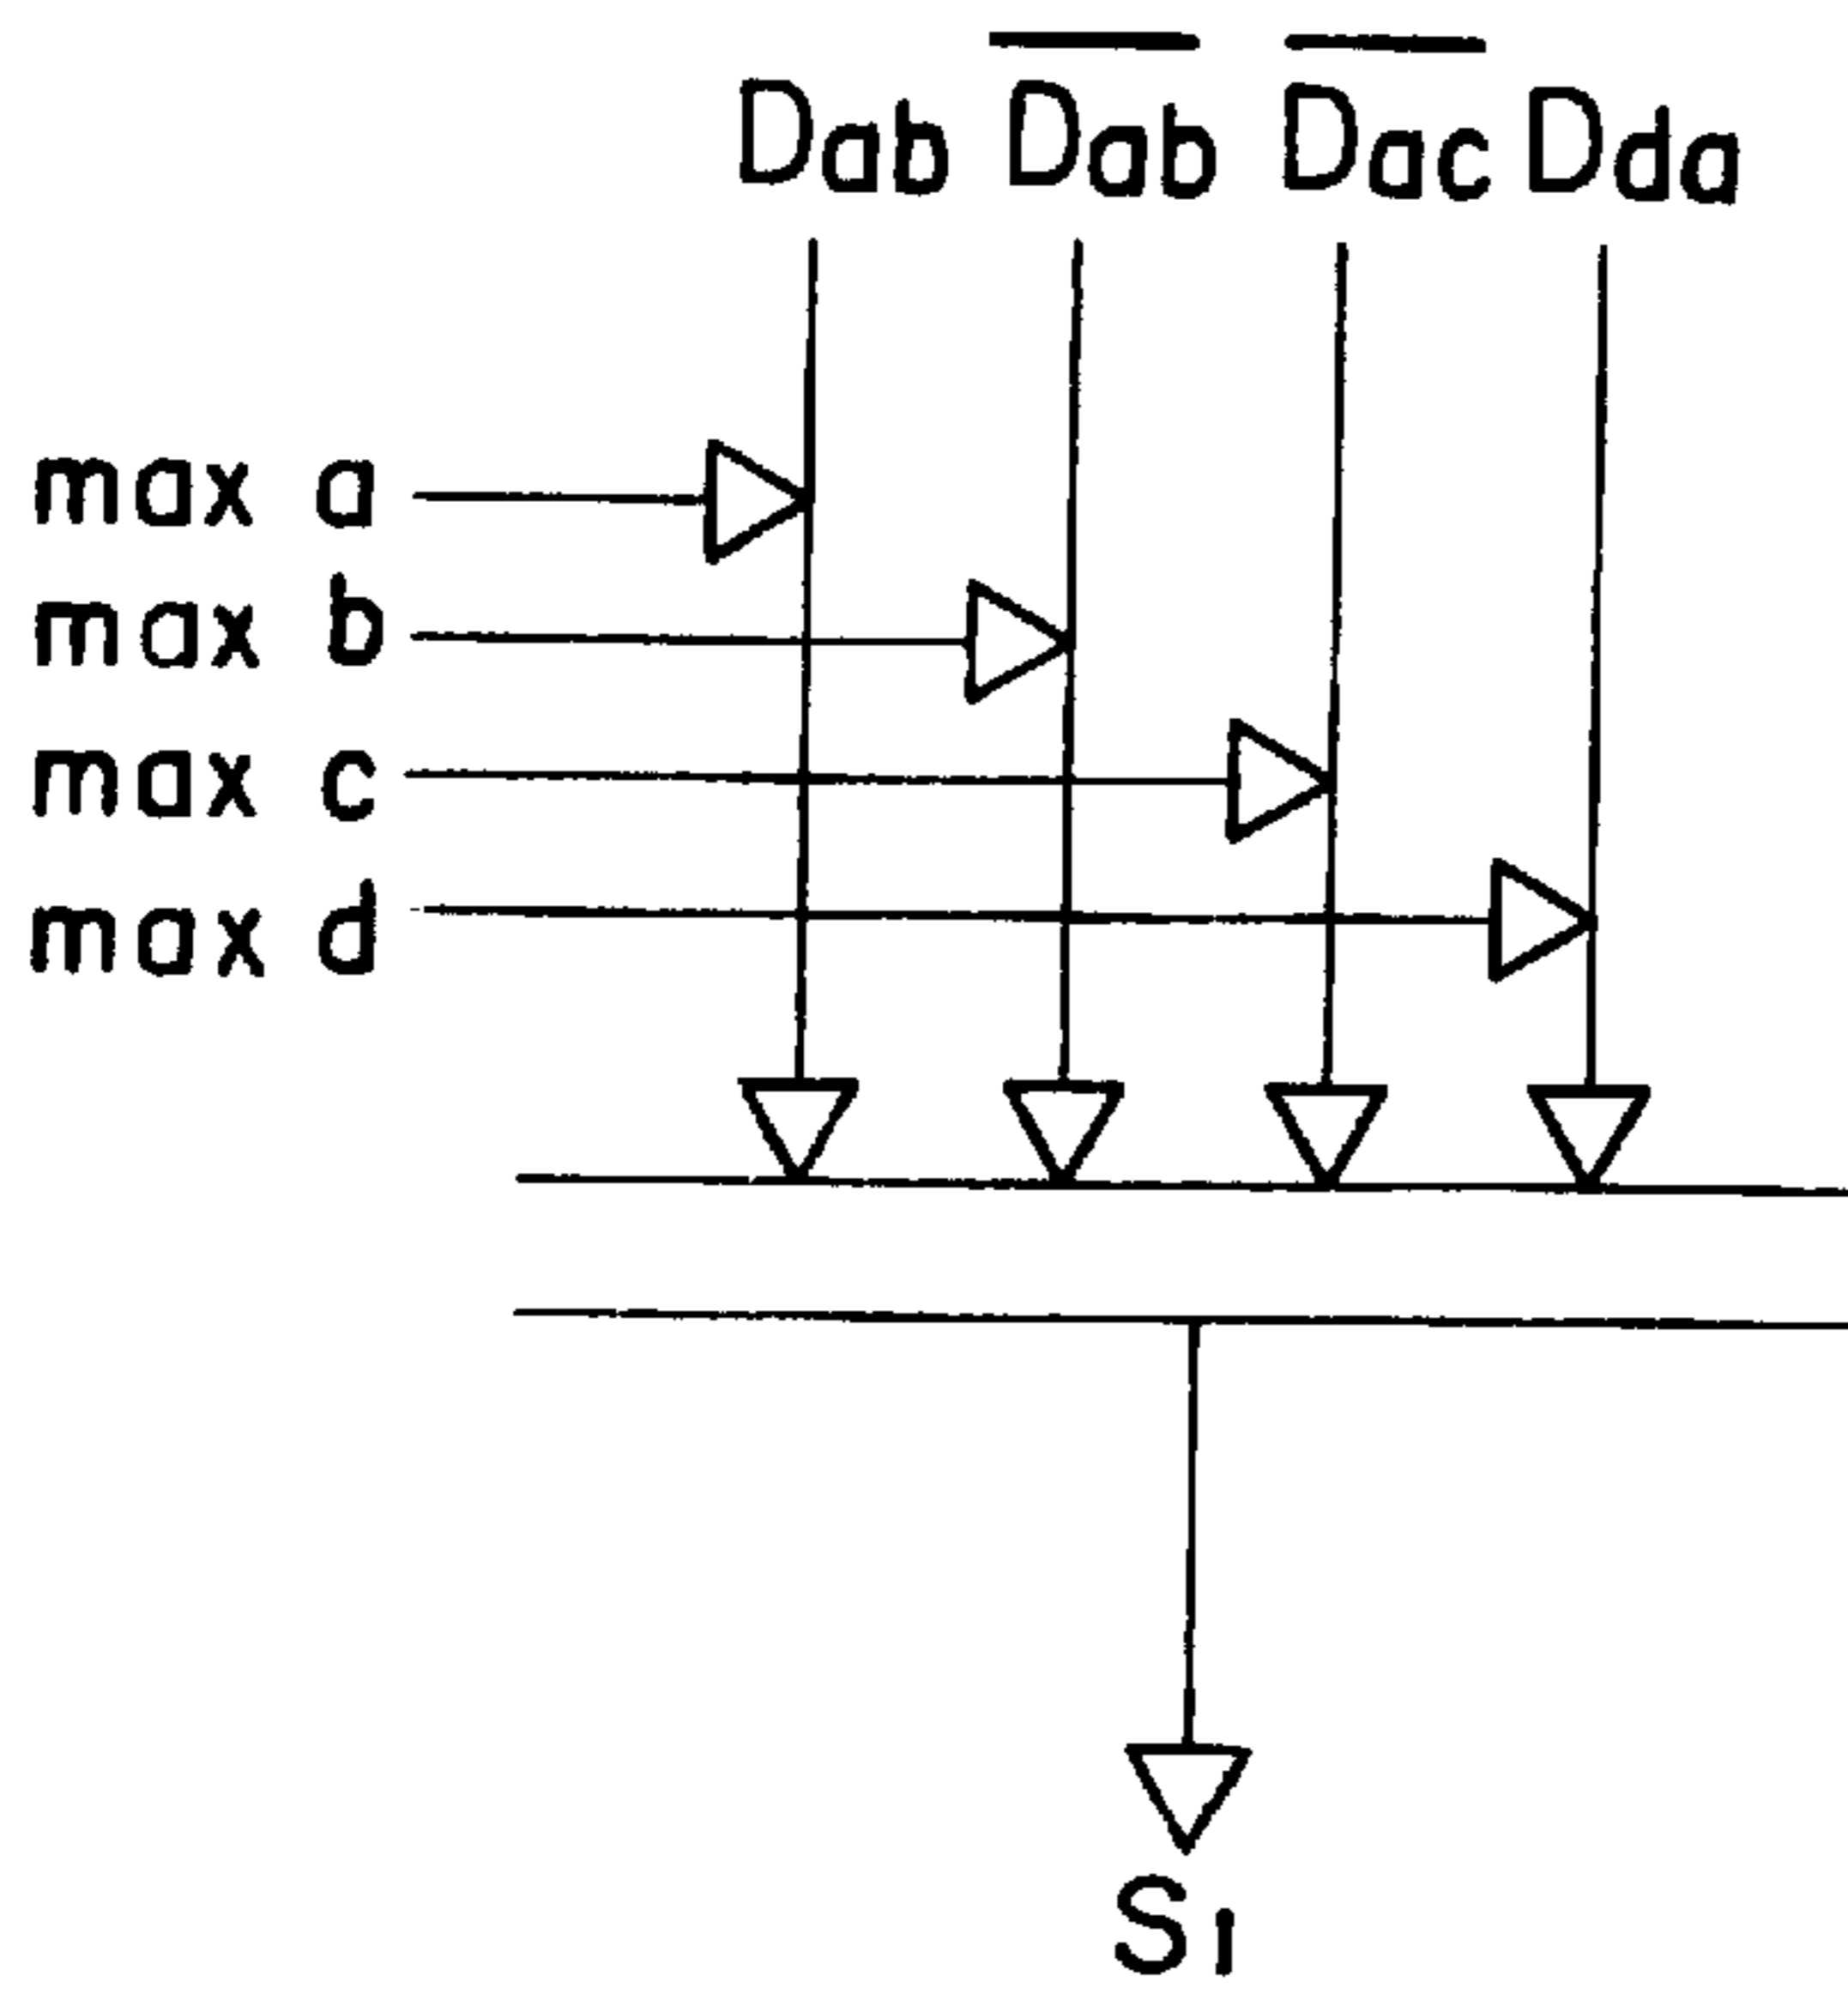 Dab D̅a̅b̅ D̅a̅c̅ Dda
max a
max b
max c
max d
S1